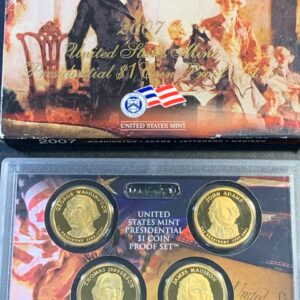 2007
United States Mint
Presidential $1 Coin Proof Set
UNITED STATES MINT
2007 WASHINGTON • ADAMS • JEFFERSON • MADISON
GEORGE WASHINGTON
JOHN ADAMS
UNITED STATES MINT
PRESIDENTIAL
$1 COIN
PROOF SET™
THOMAS JEFFERSON
JAMES MADISON